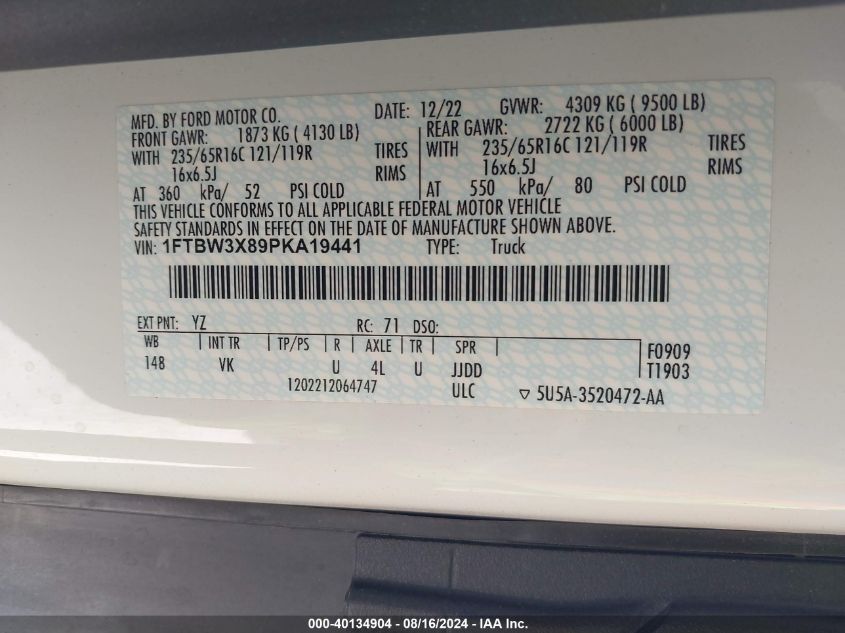 MFD. BY FORD MOTOR CO. DATE: 12/22 GVWR: 4309 KG ( 9500 LB)
FRONT GAWR: 1873 KG ( 4130 LB) REAR GAWR: 2722 KG ( 6000 LB)
WITH 235/65R16C 121/119R TIRES WITH 235/65R16C 121/119R TIRES
16x6.5J RIMS 16x6.5J RIMS
AT 360 kPa/ 52 PSI COLD AT 550 kPa/ 80 PSI COLD
THIS VEHICLE CONFORMS TO ALL APPLICABLE FEDERAL MOTOR VEHICLE
SAFETY STANDARDS IN EFFECT ON THE DATE OF MANUFACTURE SHOWN ABOVE.
VIN: 1FTBW3X89PKA19441 TYPE: Truck
EXT PNT: YZ RC: 71 DSO:
WB INT TR TP/PS R AXLE TR SPR F0909
148 VK U 4L U JJDD T1903
1202212064747 ULC ▽ 5U5A-3520472-AA
000-40134904 - 08/16/2024 - IAA Inc.